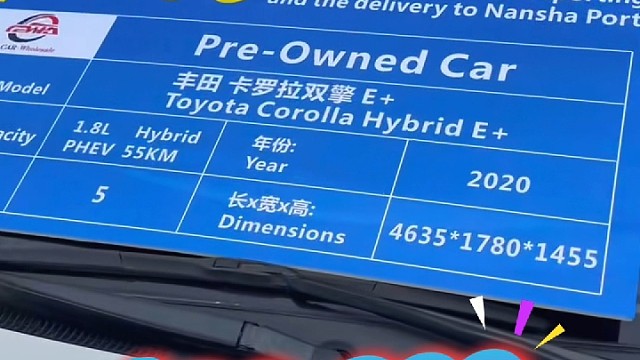 and the delivery to Nansha Port
CAR Wholesale
Pre-Owned Car
Model
丰田 卡罗拉双擎 E+
Toyota Corolla Hybrid E+
1.8L Hybrid
PHEV 55KM
年份:
Year
2020
5
长x宽x高:
Dimensions
4635*1780*1455